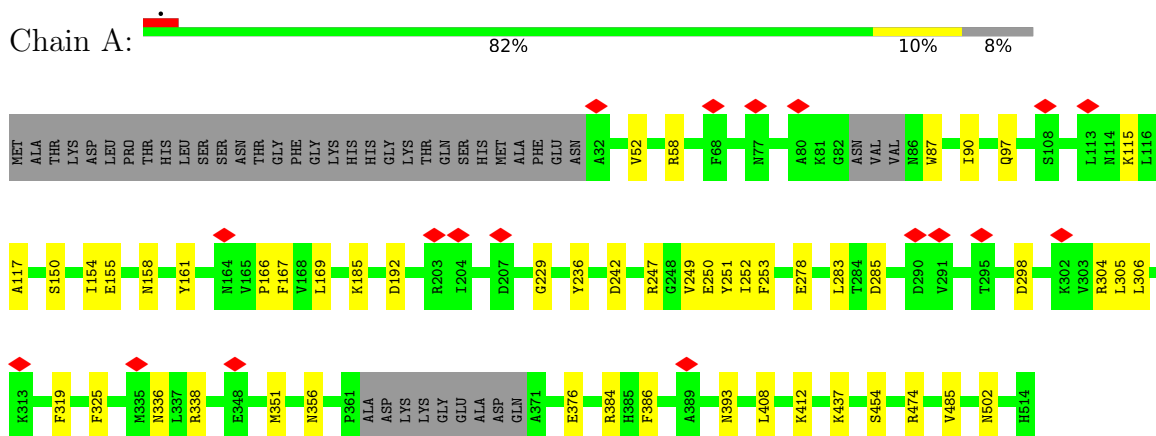 Chain A:
82% 10% 8%
MET ALA THR LYS ASP LEU PRO THR HIS LEU SER SER ASN THR GLY PHE GLY LYS HIS HIS GLY LYS THR GLN SER HIS MET ALA PHE GLU ASN A32 V52 R58 F68 N77 A80 K81 G82 ASN VAL VAL N86 W87 I90 Q97 S108 L113 N114 K115 L116
A117 S150 I154 E155 N158 Y161 N164 V165 P166 F167 V168 L169 K185 D192 R203 I204 D207 G229 Y236 D242 R247 G248 V249 E250 Y251 I252 F253 E278 L283 T284 D285 D290 V291 T295 D298 K302 V303 R304 L305 L306
K313 F319 F325 M335 N336 L337 R338 E348 M351 N356 P361 ALA ASP LYS LYS GLY GLU ALA ASP GLN A371 E376 R384 H385 F386 A389 N393 L408 K412 K437 S454 R474 V485 N502 H514